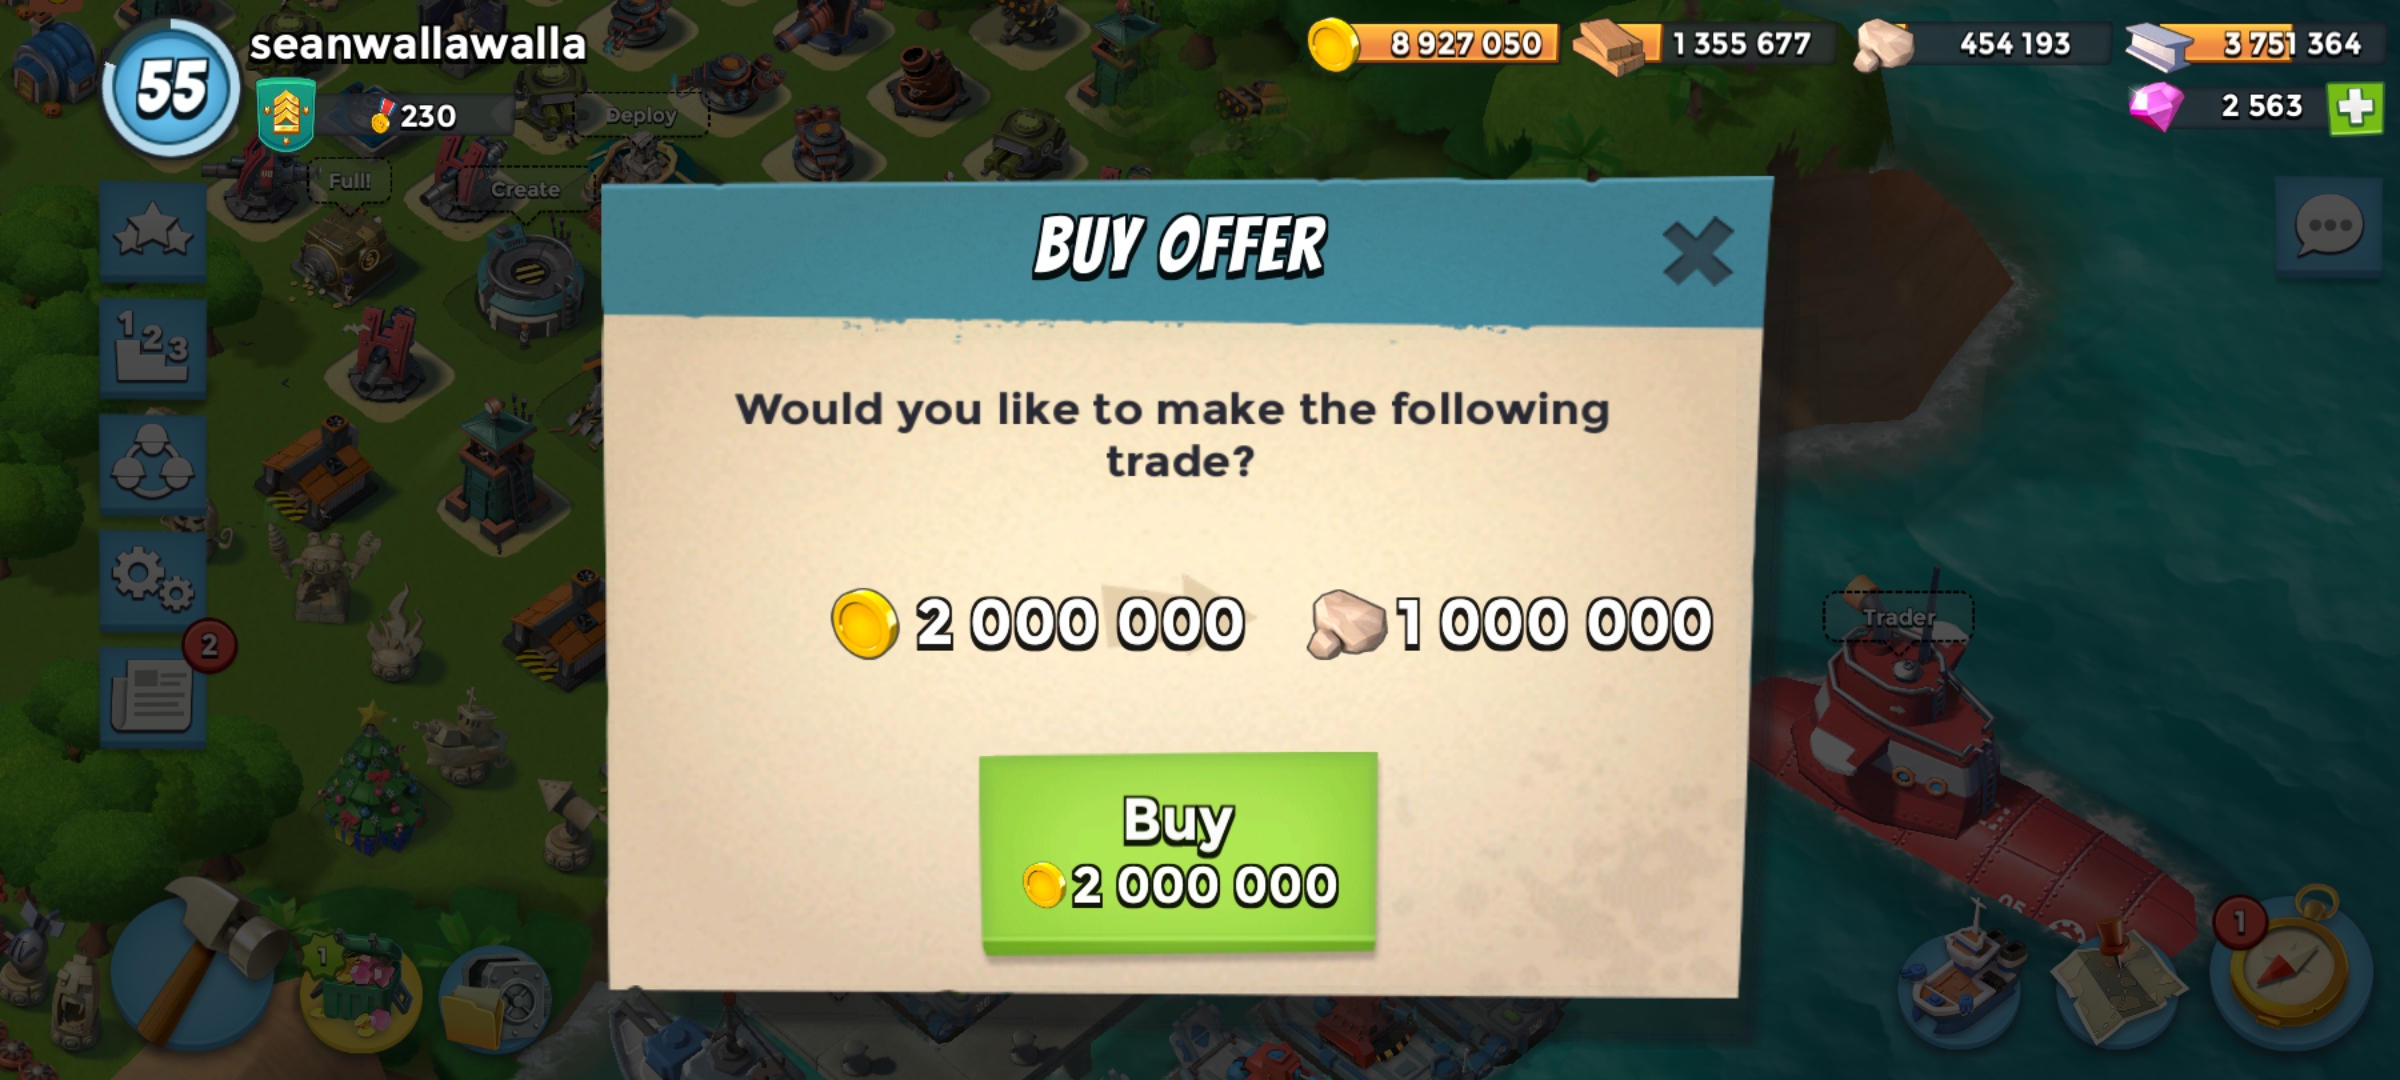 55
seanwallawalla
230
8 927 050
1 355 677
454 193
3 751 364
2 563
Deploy
Full!
Create
1 2 3
2
BUY OFFER
Would you like to make the following
trade?
2 000 000
1 000 000
Buy
2 000 000
Trader
05
1
1